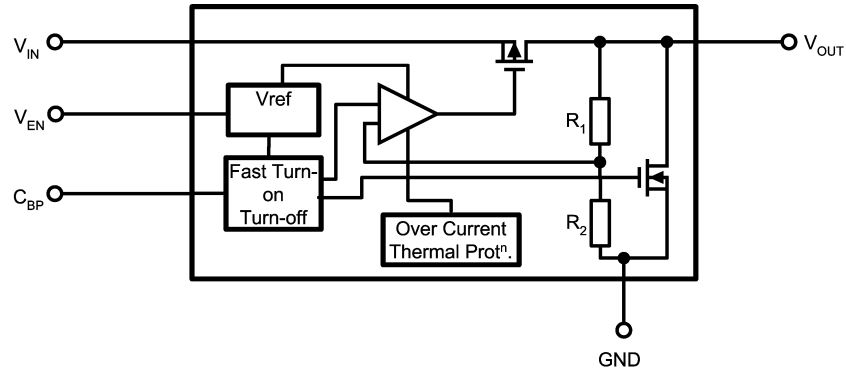 V_IN
V_OUT
Vref
V_EN
R_1
Fast Turn-
on
Turn-off
C_BP
R_2
Over Current
Thermal Protⁿ.
GND